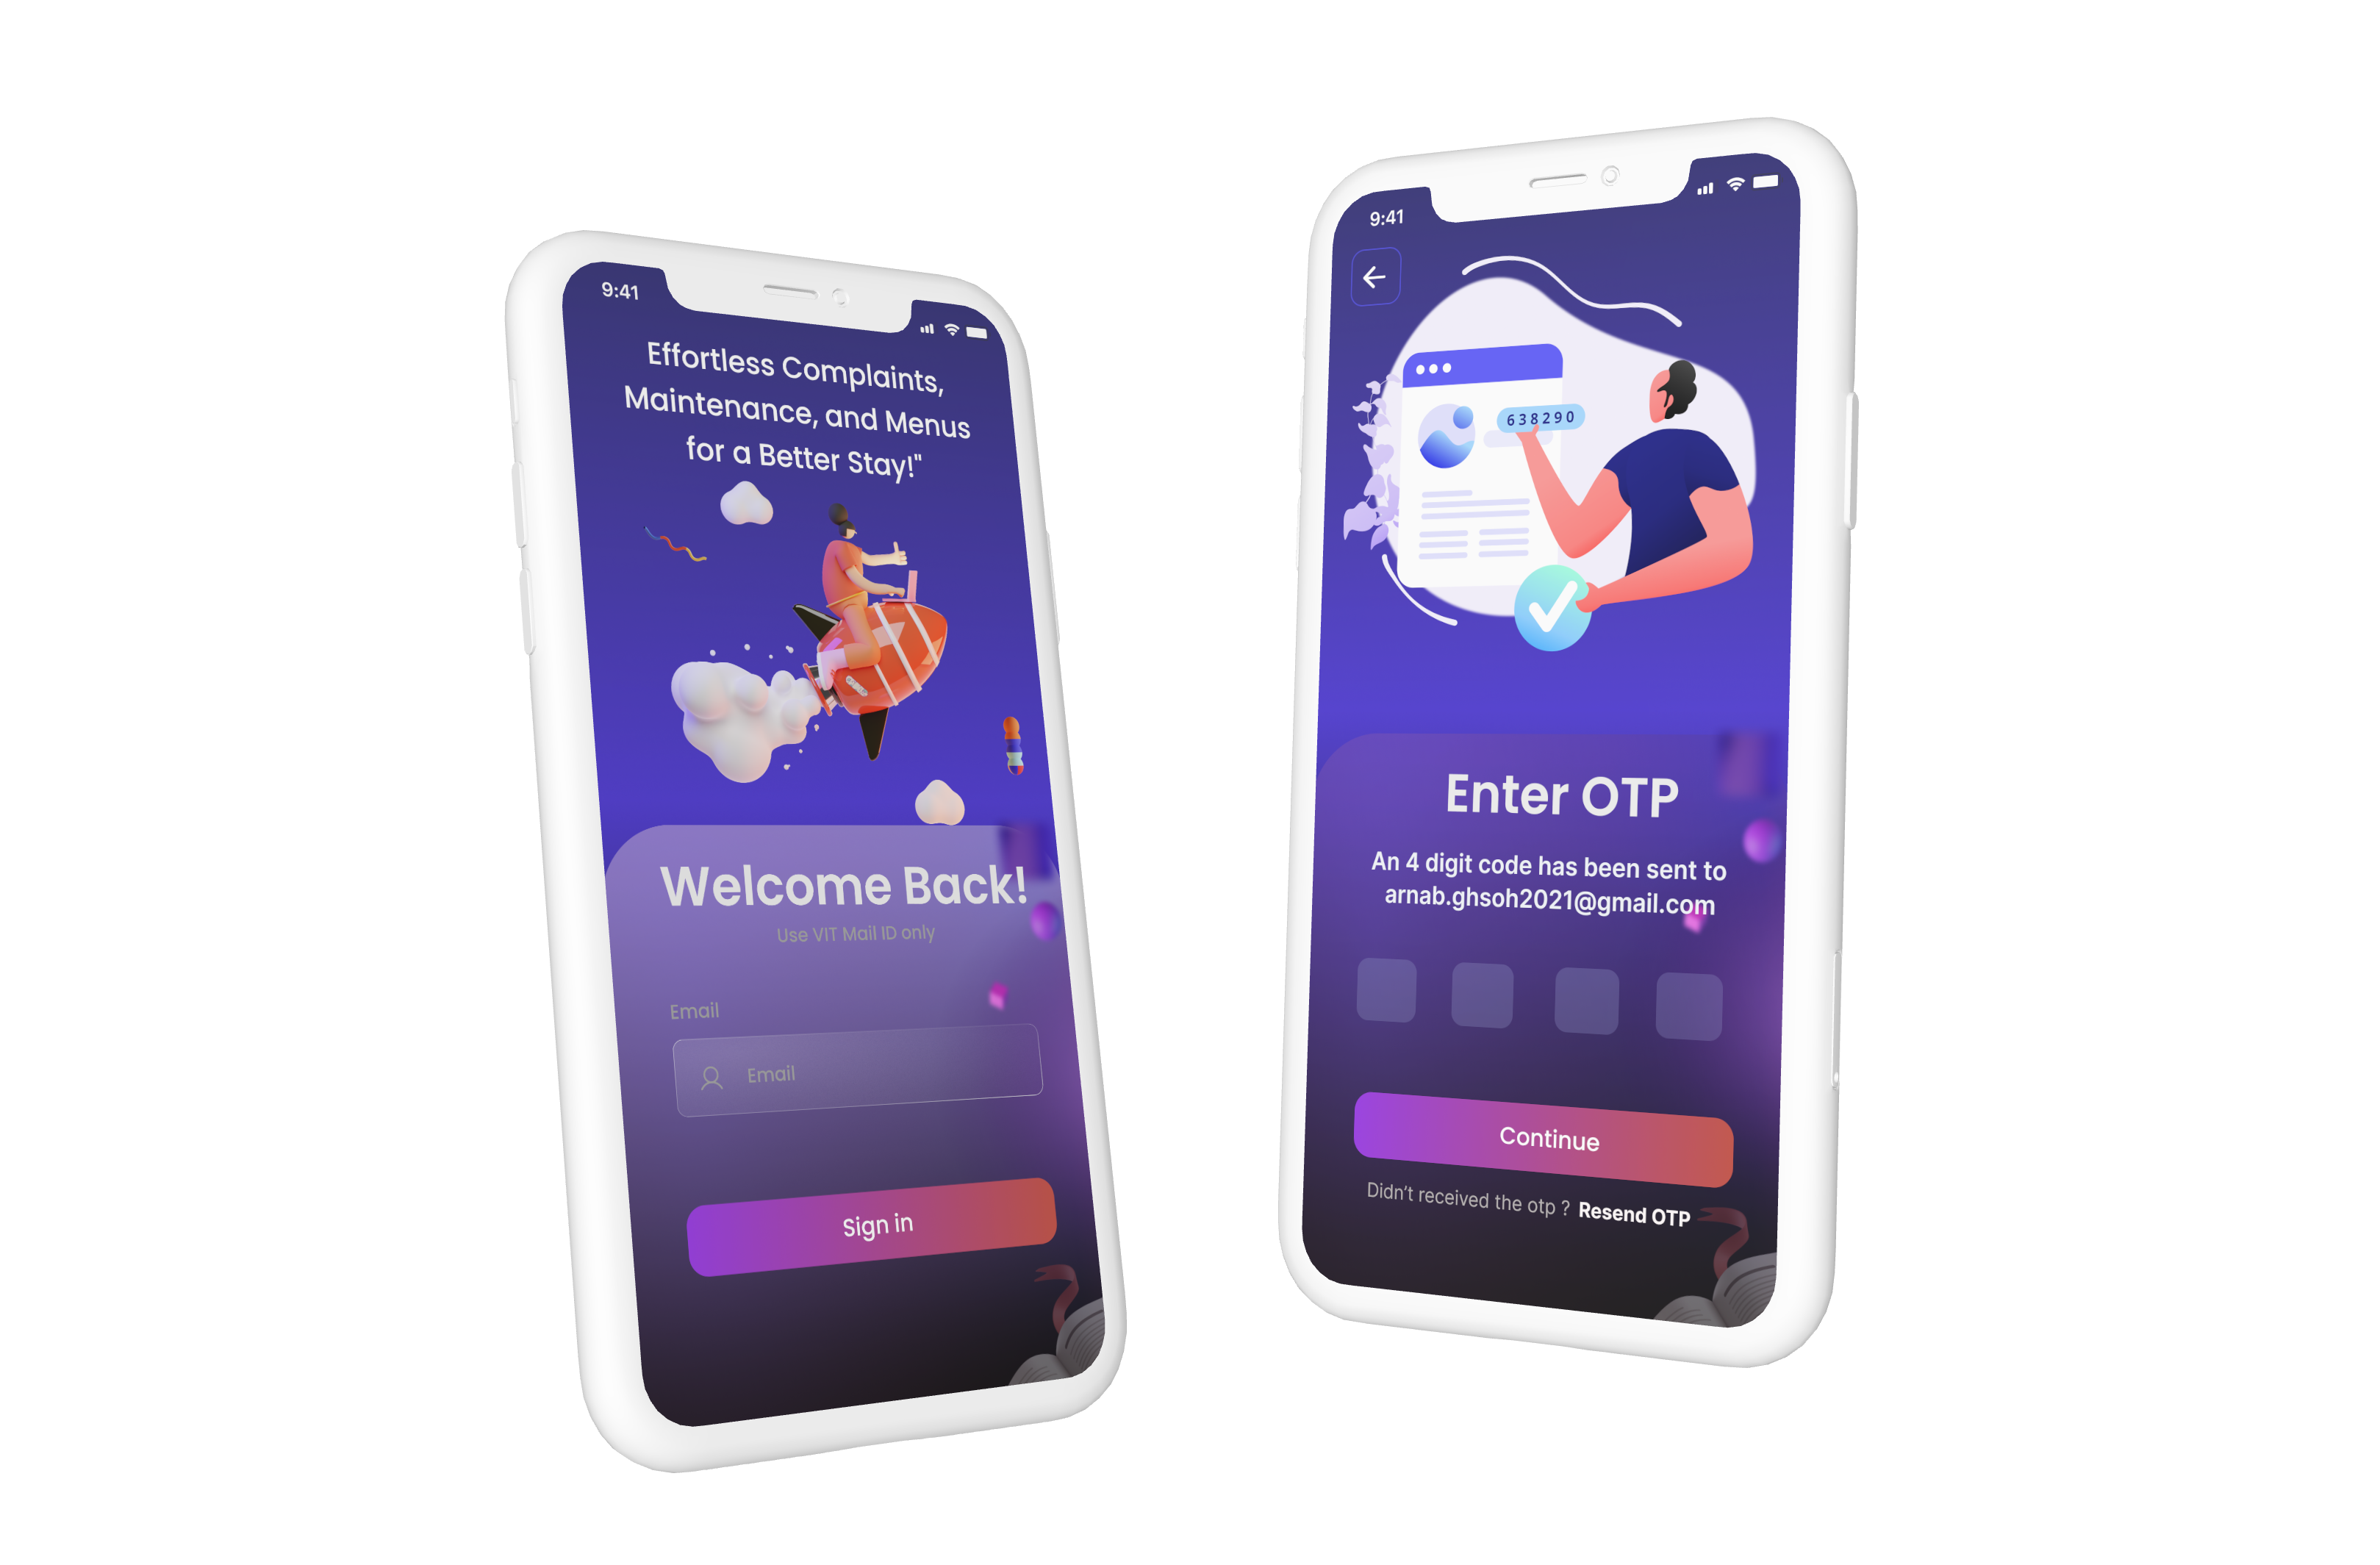 9:41
Effortless Complaints,
Maintenance, and Menus
for a Better Stay!"
Welcome Back!
Use VIT Mail ID only
Email
Email
Sign in
9:41
638290
Enter OTP
An 4 digit code has been sent to
arnab.ghsoh2021@gmail.com
Continue
Didn't received the otp ? Resend OTP